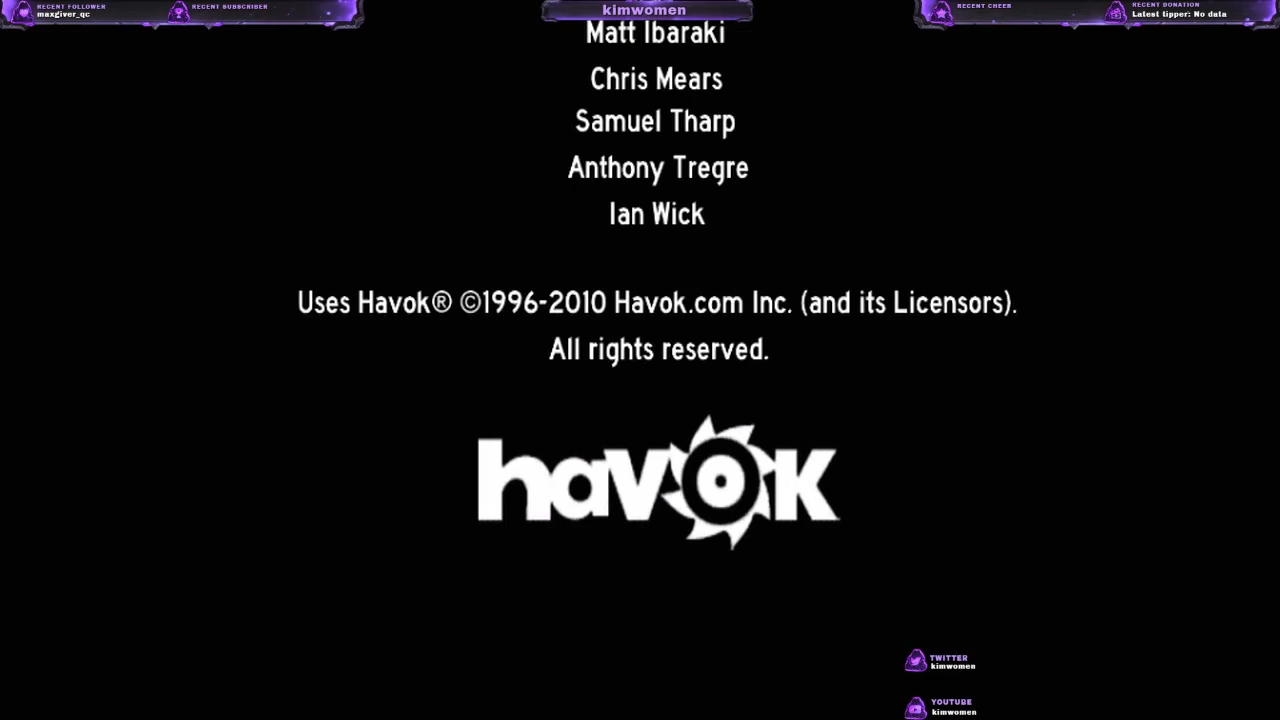 RECENT FOLLOWER
maxgiver_qc
RECENT SUBSCRIBER
kimwomen
RECENT CHEER
RECENT DONATION
Latest tipper: No data
Matt Ibaraki
Chris Mears
Samuel Tharp
Anthony Tregre
Ian Wick
Uses Havok® ©1996-2010 Havok.com Inc. (and its Licensors).
All rights reserved.
havok
TWITTER
kimwomen
YOUTUBE
kimwomen